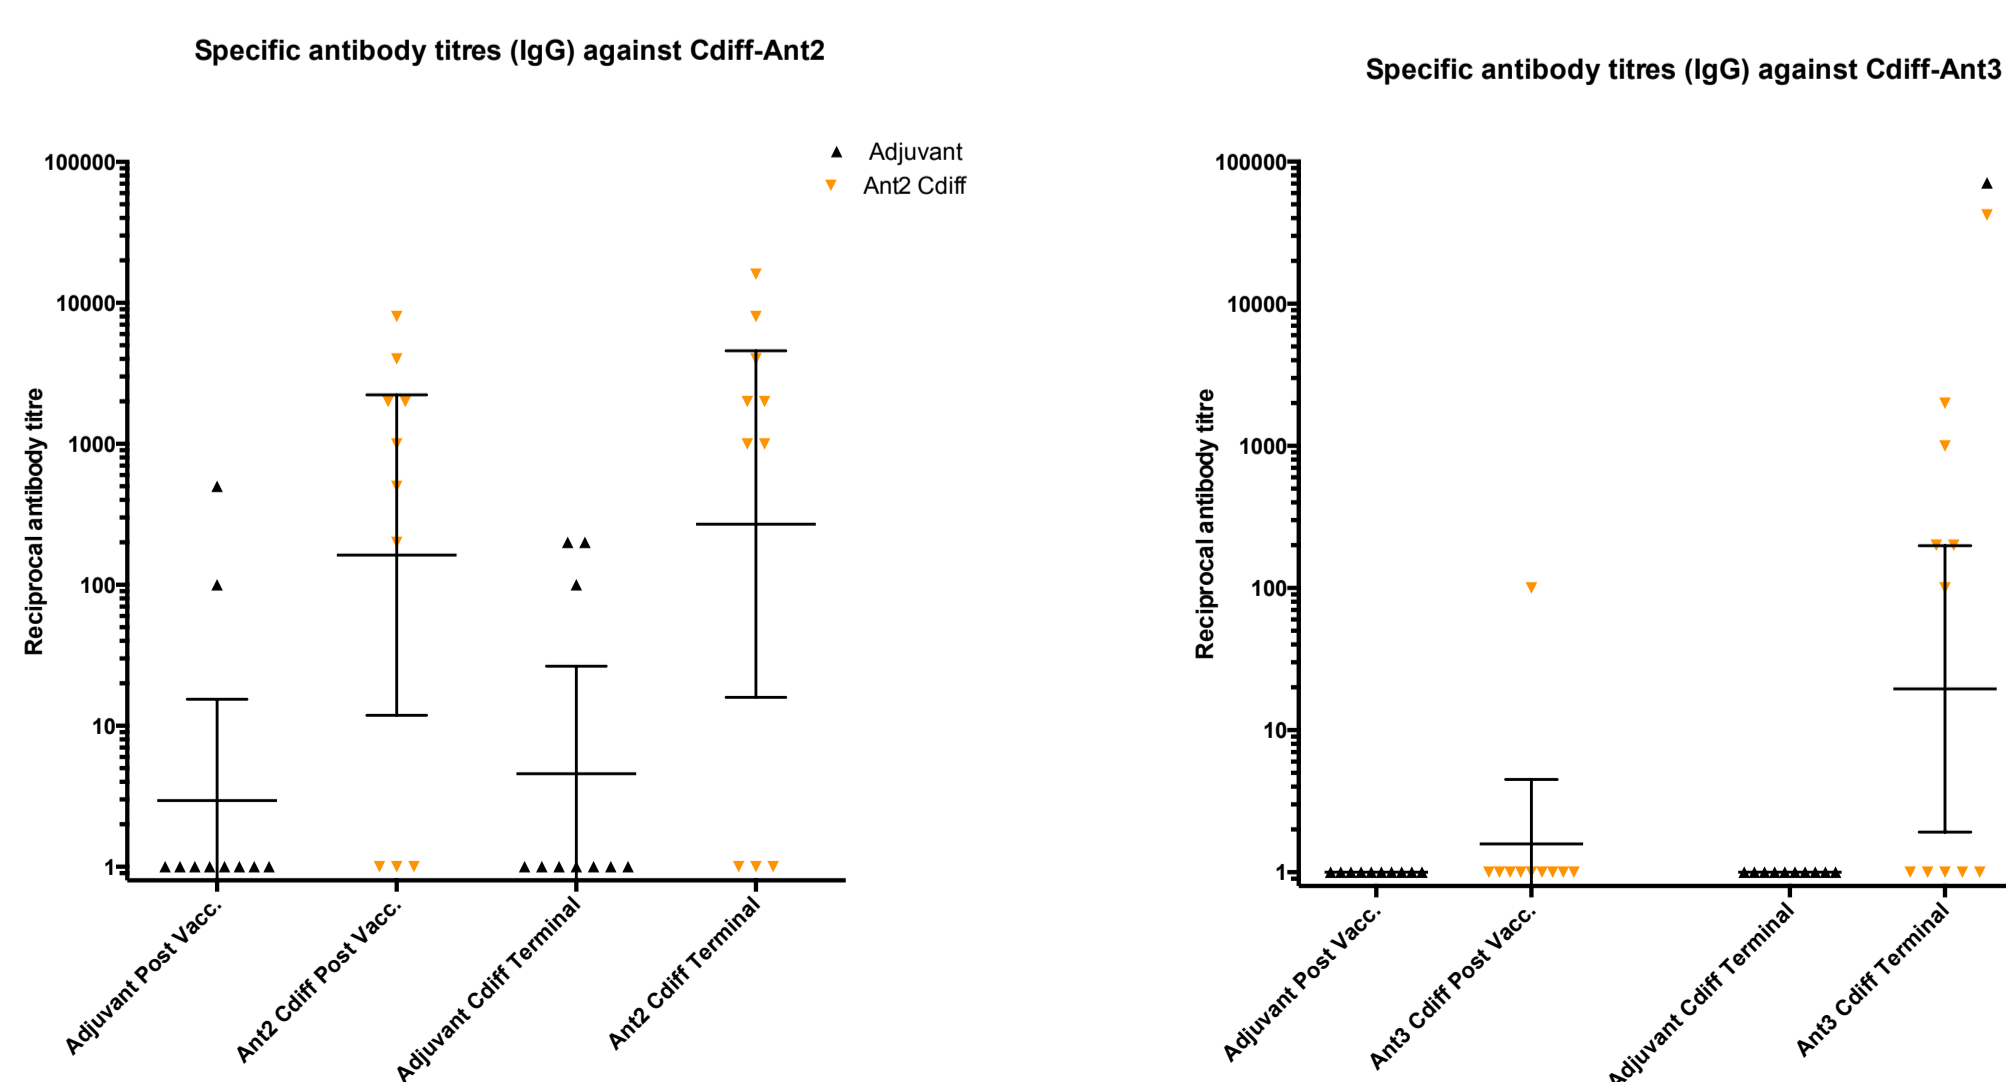 Specific antibody titres (IgG) against Cdiff-Ant2
Adjuvant
Ant2 Cdiff
Reciprocal antibody titre
100000
10000
1000
100
10
1
Adjuvant Post Vacc.
Ant2 Cdiff Post Vacc.
Adjuvant Cdiff Terminal
Ant2 Cdiff Terminal
Specific antibody titres (IgG) against Cdiff-Ant3
Reciprocal antibody titre
100000
10000
1000
100
10
1
Adjuvant Post Vacc.
Ant3 Cdiff Post Vacc.
Adjuvant Cdiff Terminal
Ant3 Cdiff Terminal